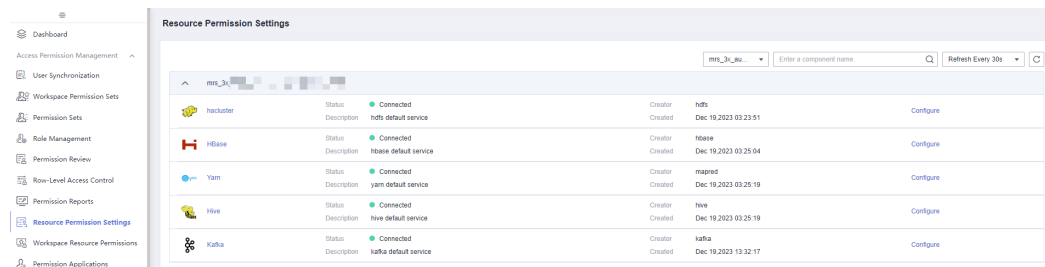 Dashboard
Access Permission Management
User Synchronization
Workspace Permission Sets
Permission Sets
Role Management
Permission Review
Row-Level Access Control
Permission Reports
Resource Permission Settings
Workspace Resource Permissions
Permission Applications
Resource Permission Settings
mrs_3x_au... Enter a component name. Refresh Every 30s
mrs_3x_
hacluster Status Connected Creator hdfs Configure
Description hdfs default service Created Dec 19,2023 03:23:51
HBase Status Connected Creator hbase Configure
Description hbase default service Created Dec 19,2023 03:25:04
Yarn Status Connected Creator mapred Configure
Description yarn default service Created Dec 19,2023 03:25:19
Hive Status Connected Creator hive Configure
Description hive default service Created Dec 19,2023 03:25:19
Kafka Status Connected Creator kafka Configure
Description kafka default service Created Dec 19,2023 13:32:17